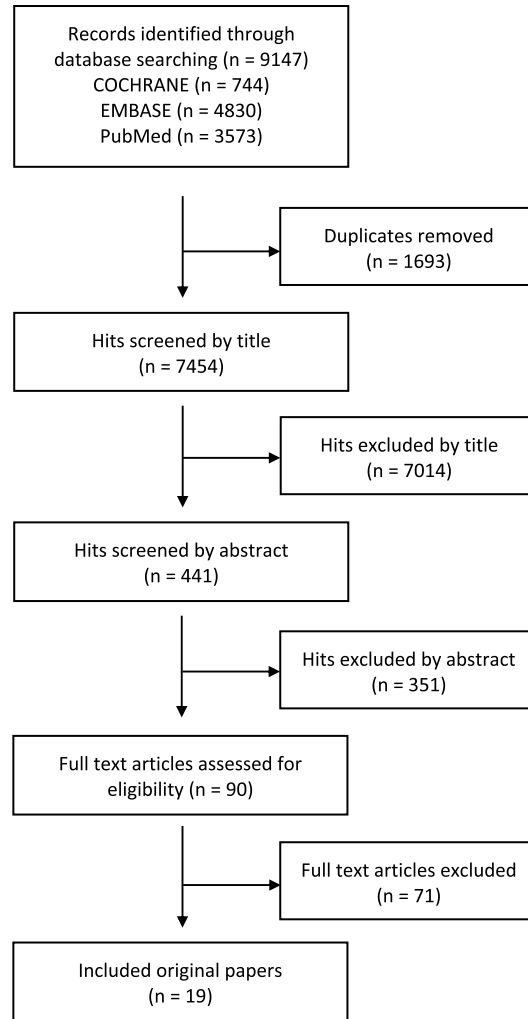 Records identified through
database searching (n = 9147)
COCHRANE (n = 744)
EMBASE (n = 4830)
PubMed (n = 3573)
Duplicates removed
(n = 1693)
Hits screened by title
(n = 7454)
Hits excluded by title
(n = 7014)
Hits screened by abstract
(n = 441)
Hits excluded by abstract
(n = 351)
Full text articles assessed for
eligibility (n = 90)
Full text articles excluded
(n = 71)
Included original papers
(n = 19)